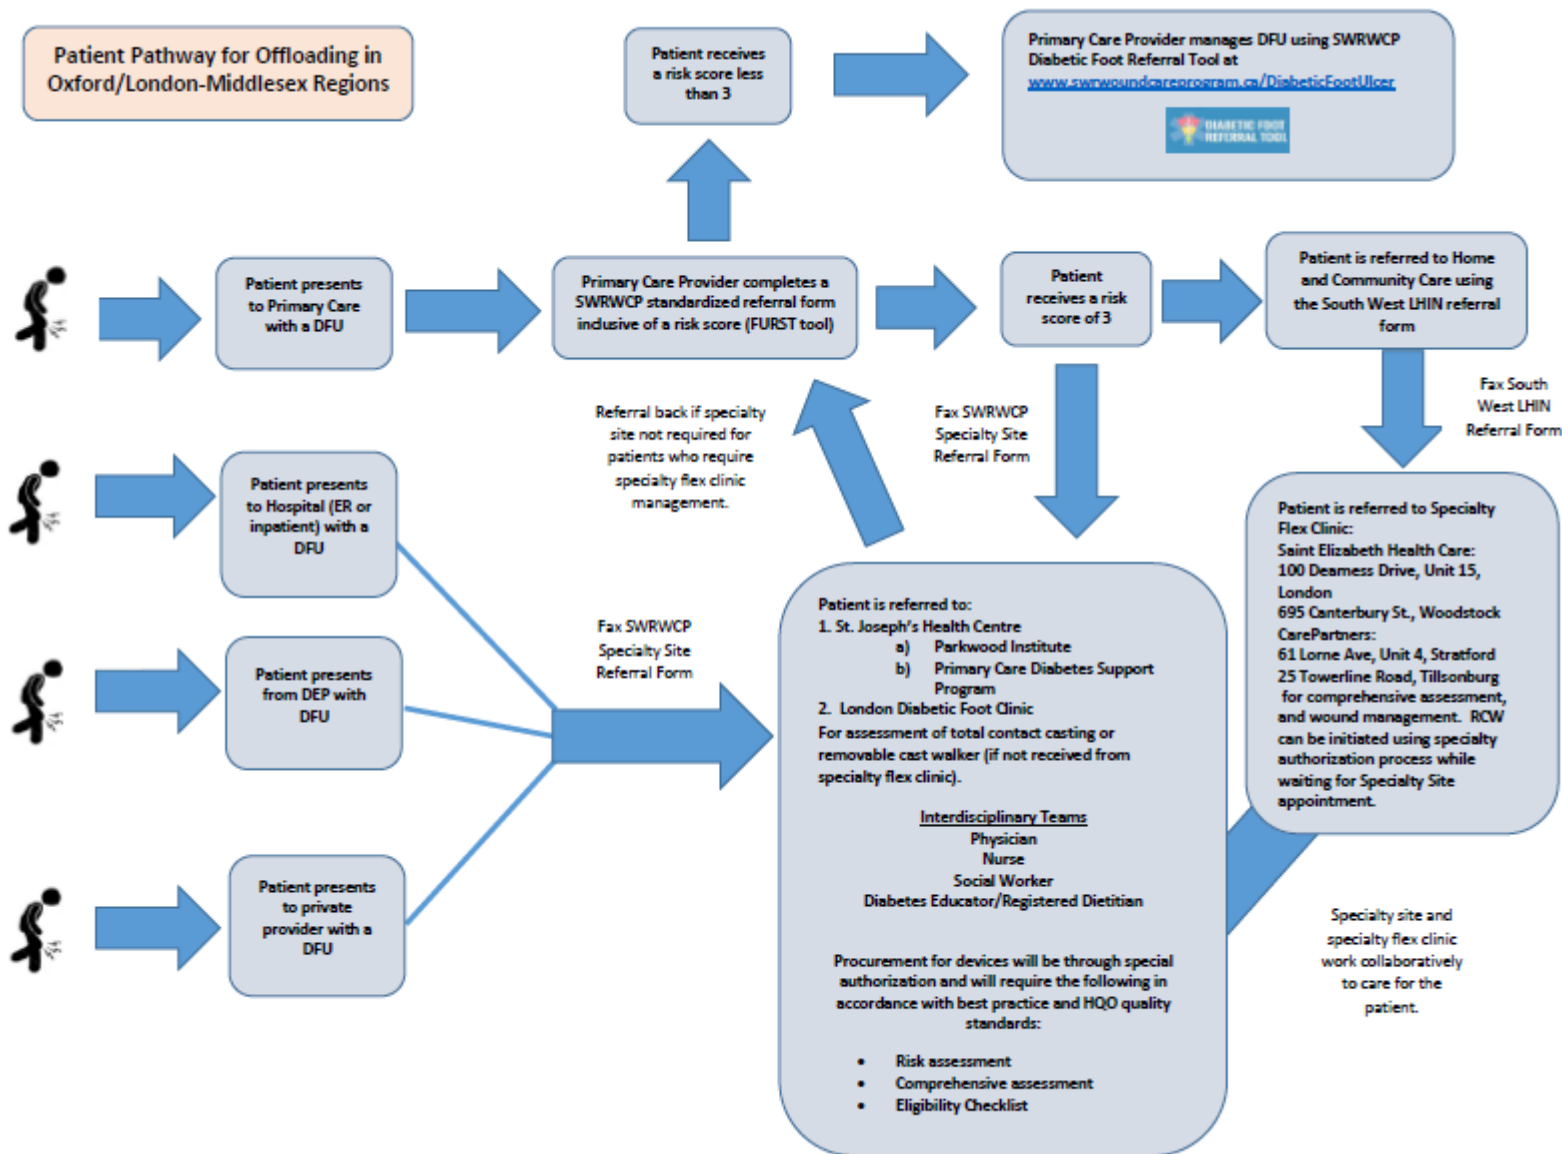 Patient Pathway for Offloading in
Oxford/London-Middlesex Regions
Patient receives
a risk score less
than 3
Primary Care Provider manages DFU using SWRWCP
Diabetic Foot Referral Tool at
www.swrwoundcareprogram.ca/DiabeticFootUlcer
DIABETIC FOOT
REFERRAL TOOL
Patient presents
to Primary Care
with a DFU
Primary Care Provider completes a
SWRWCP standardized referral form
inclusive of a risk score (FURST tool)
Patient
receives a risk
score of 3
Patient is referred to Home
and Community Care using
the South West LHIN referral
form
Referral back if specialty
site not required for
patients who require
specialty flex clinic
management.
Fax SWRWCP
Specialty Site
Referral Form
Fax South
West LHIN
Referral Form
Patient presents
to Hospital (ER or
inpatient) with a
DFU
Patient presents
from DEP with
DFU
Patient presents
to private
provider with a
DFU
Fax SWRWCP
Specialty Site
Referral Form
Patient is referred to:
1. St. Joseph's Health Centre
a) Parkwood Institute
b) Primary Care Diabetes Support
Program
2. London Diabetic Foot Clinic
For assessment of total contact casting or
removable cast walker (if not received from
specialty flex clinic).
Interdisciplinary Teams
Physician
Nurse
Social Worker
Diabetes Educator/Registered Dietitian
Procurement for devices will be through special
authorization and will require the following in
accordance with best practice and HQO quality
standards:
• Risk assessment
• Comprehensive assessment
• Eligibility Checklist
Patient is referred to Specialty
Flex Clinic:
Saint Elizabeth Health Care:
100 Dearness Drive, Unit 15,
London
695 Canterbury St., Woodstock
CarePartners:
61 Lorne Ave, Unit 4, Stratford
25 Towerline Road, Tillsonburg
for comprehensive assessment,
and wound management. RCW
can be initiated using specialty
authorization process while
waiting for Specialty Site
appointment.
Specialty site and
specialty flex clinic
work collaboratively
to care for the
patient.